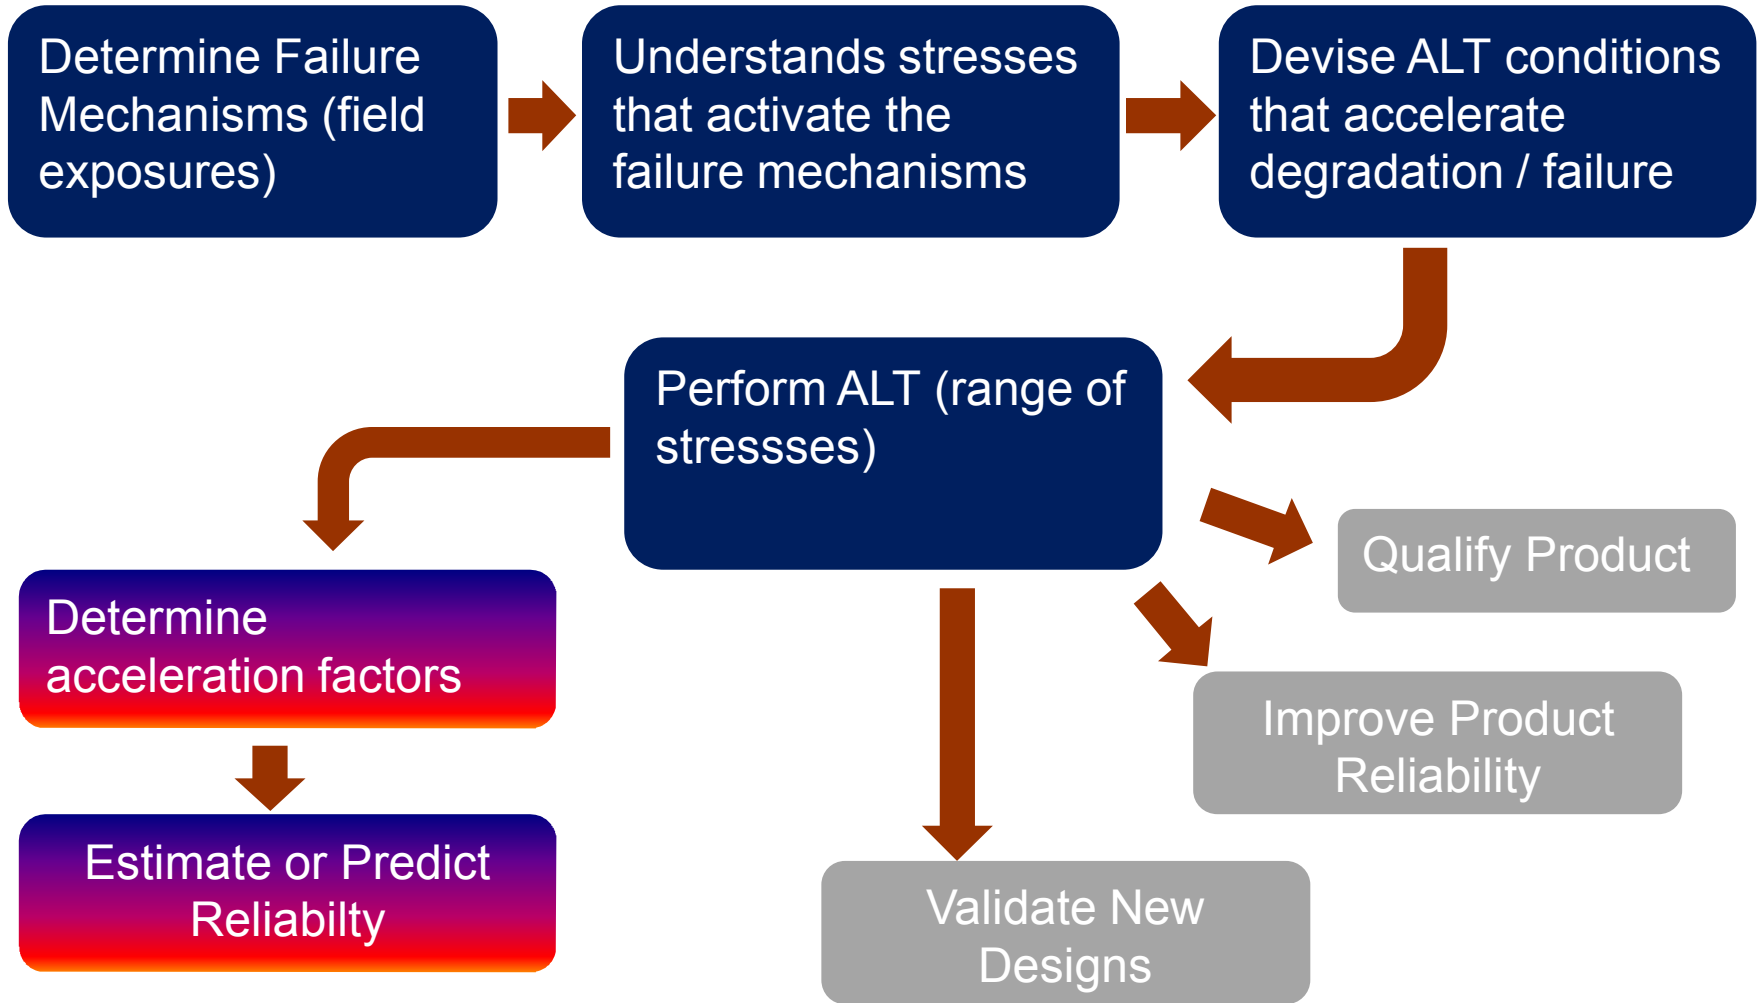 Determine Failure
Mechanisms (field
exposures)
Understands stresses
that activate the
failure mechanisms
Devise ALT conditions
that accelerate
degradation / failure
Perform ALT (range of
stressses)
Qualify Product
Determine
acceleration factors
Improve Product
Reliability
Estimate or Predict
Reliabilty
Validate New
Designs